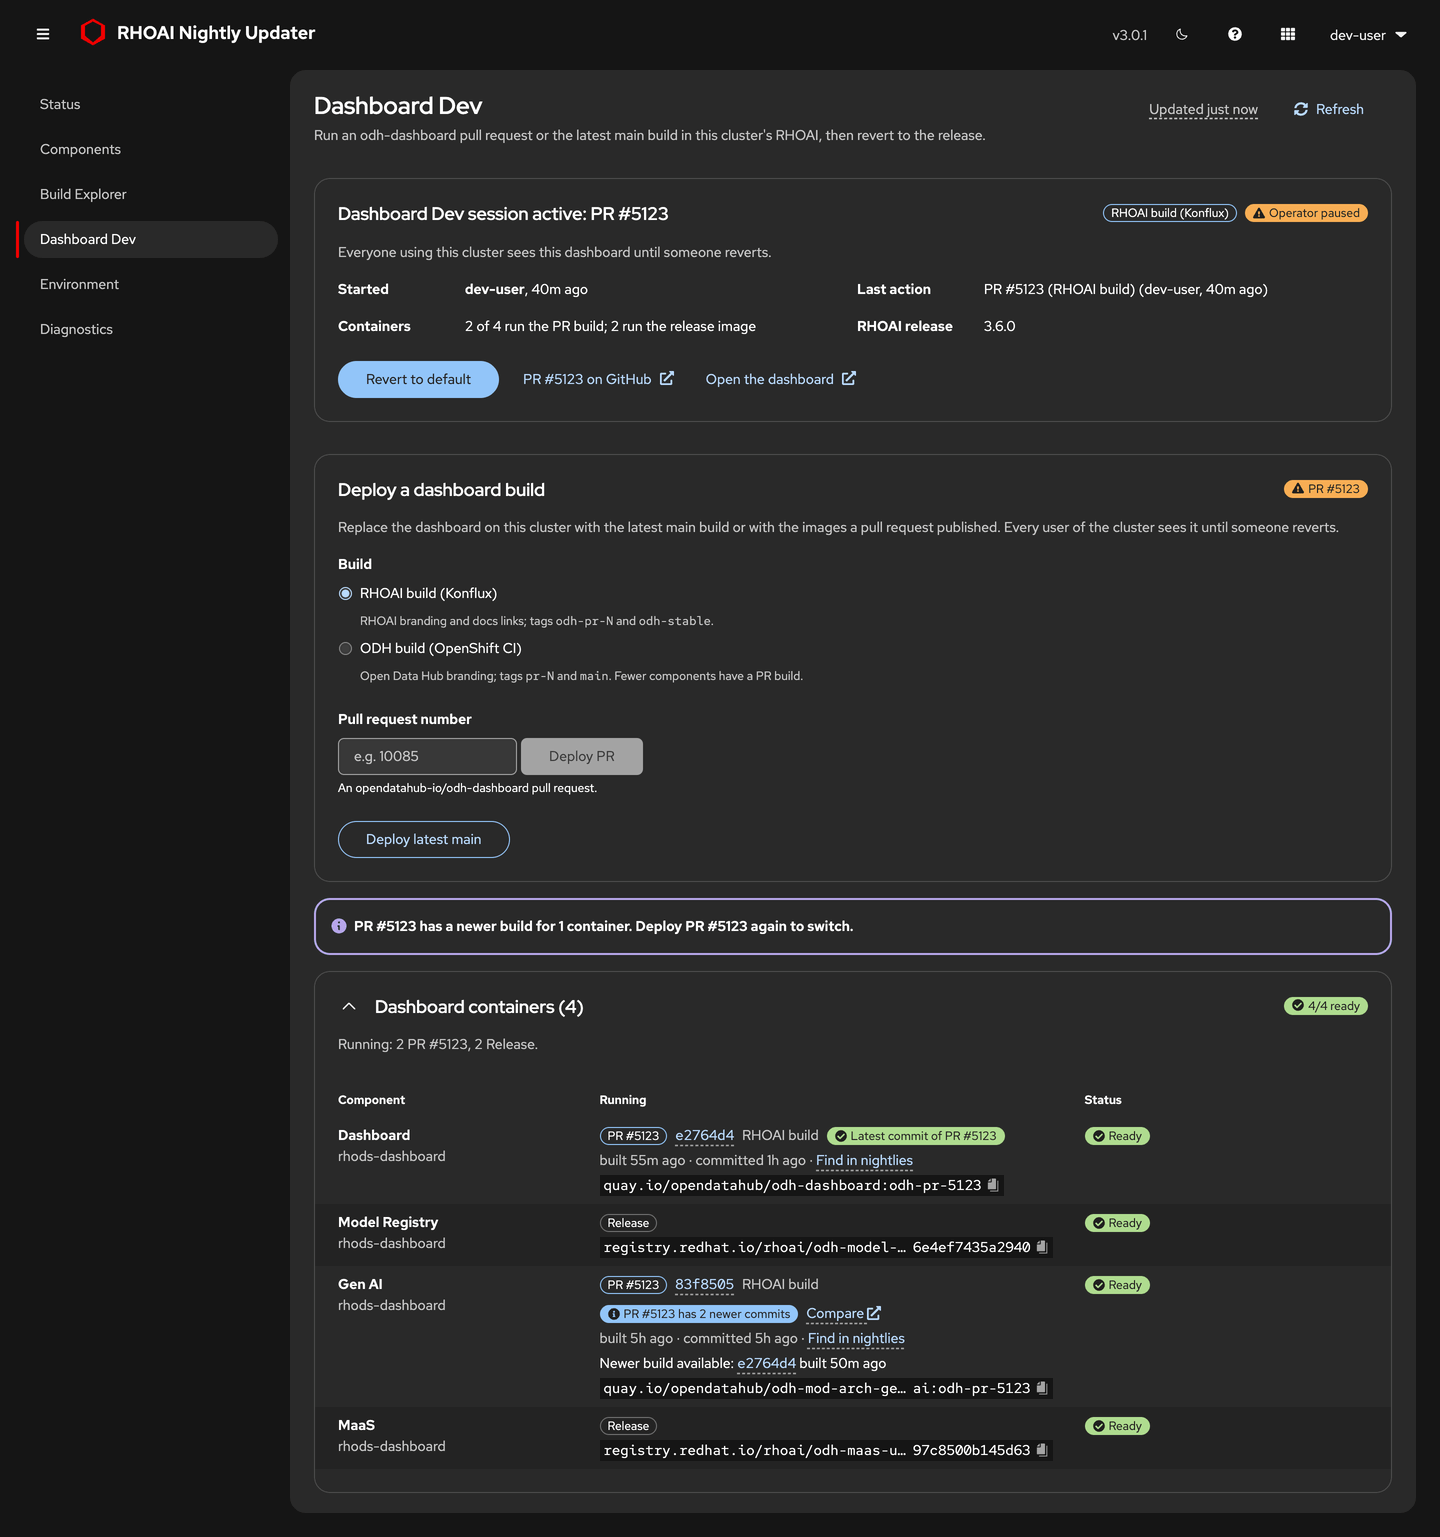 RHOAI Nightly Updater
v3.0.1
dev-user
Status
Components
Build Explorer
Dashboard Dev
Environment
Diagnostics
Dashboard Dev
Updated just now
Refresh
Run an odh-dashboard pull request or the latest main build in this cluster's RHOAI, then revert to the release.
Dashboard Dev session active: PR #5123
RHOAI build (Konflux)
Operator paused
Everyone using this cluster sees this dashboard until someone reverts.
Started dev-user, 40m ago
Last action PR #5123 (RHOAI build) (dev-user, 40m ago)
Containers 2 of 4 run the PR build; 2 run the release image
RHOAI release 3.6.0
Revert to default
PR #5123 on GitHub
Open the dashboard
Deploy a dashboard build
PR #5123
Replace the dashboard on this cluster with the latest main build or with the images a pull request published. Every user of the cluster sees it until someone reverts.
Build
RHOAI build (Konflux)
RHOAI branding and docs links; tags odh-pr-N and odh-stable.
ODH build (OpenShift CI)
Open Data Hub branding; tags pr-N and main. Fewer components have a PR build.
Pull request number
e.g. 10085
Deploy PR
An opendatahub-io/odh-dashboard pull request.
Deploy latest main
PR #5123 has a newer build for 1 container. Deploy PR #5123 again to switch.
Dashboard containers (4)
4/4 ready
Running: 2 PR #5123, 2 Release.
Component Running Status
Dashboard
rhods-dashboard
PR #5123 e2764d4 RHOAI build Latest commit of PR #5123
built 55m ago · committed 1h ago · Find in nightlies
quay.io/opendatahub/odh-dashboard:odh-pr-5123
Ready
Model Registry
rhods-dashboard
Release
registry.redhat.io/rhoai/odh-model-… 6e4ef7435a2940
Ready
Gen AI
rhods-dashboard
PR #5123 83f8505 RHOAI build
PR #5123 has 2 newer commits Compare
built 5h ago · committed 5h ago · Find in nightlies
Newer build available: e2764d4 built 50m ago
quay.io/opendatahub/odh-mod-arch-ge… ai:odh-pr-5123
Ready
MaaS
rhods-dashboard
Release
registry.redhat.io/rhoai/odh-maas-u… 97c8500b145d63
Ready